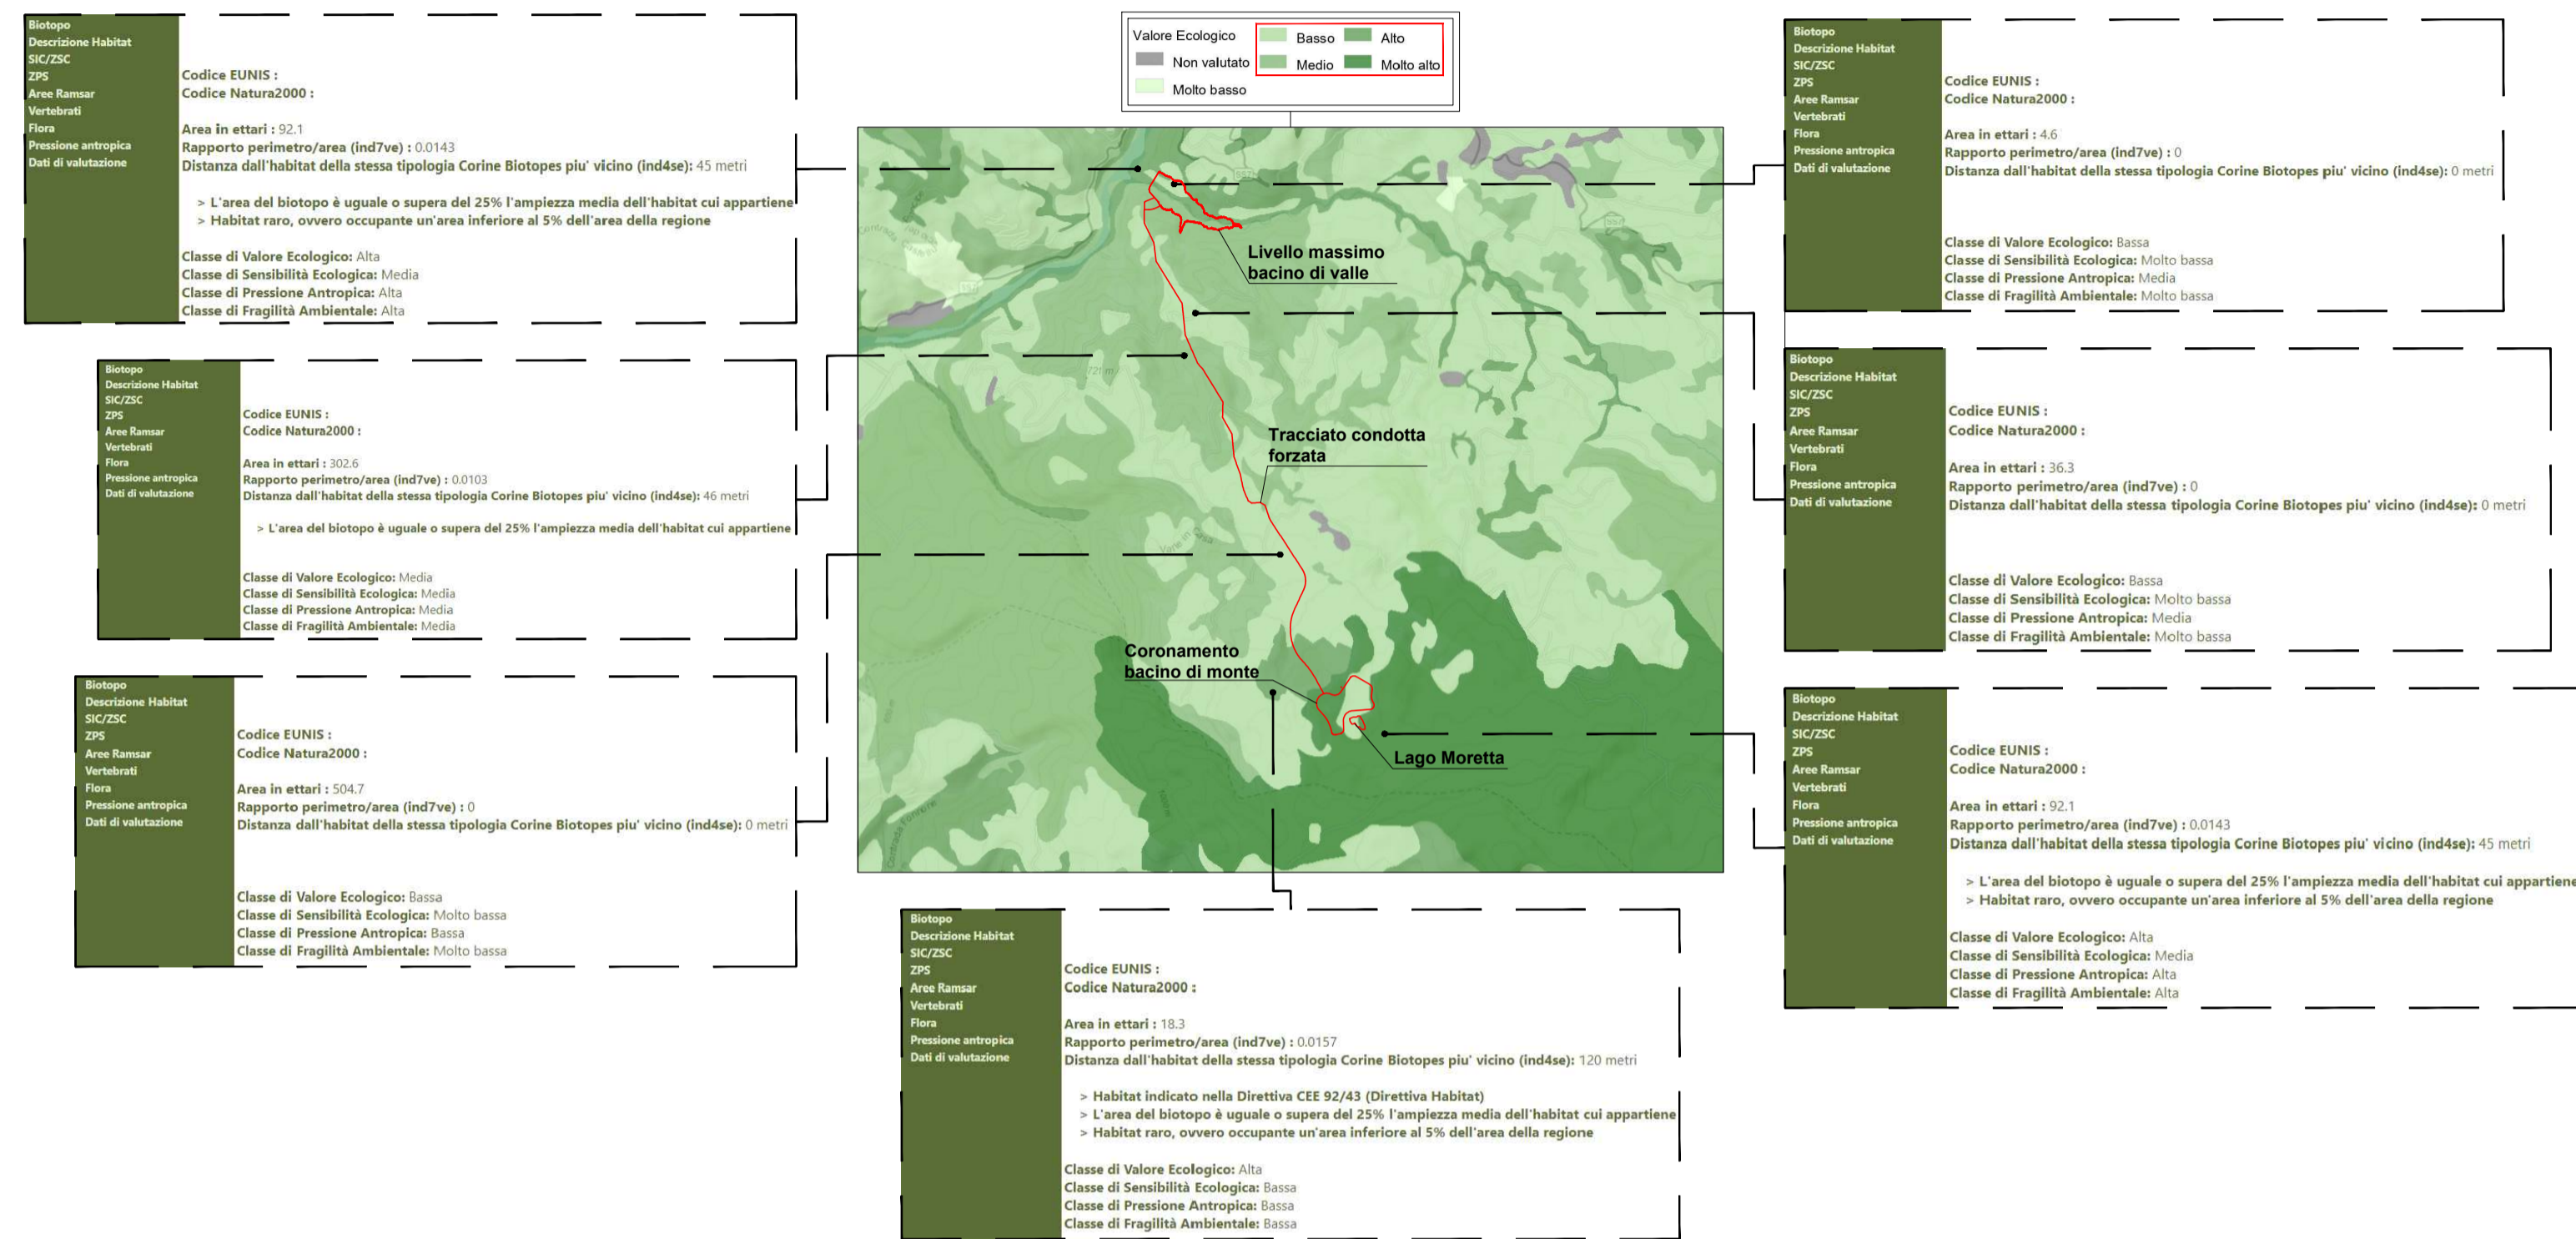 Biotopo
Descrizione Habitat
SIC/ZSC
ZPS
Aree Ramsar
Vertebrati
Flora
Pressione antropica
Dati di valutazione
Codice EUNIS :
Codice Natura2000 :
Area in ettari : 92.1
Rapporto perimetro/area (ind7ve) : 0.0143
Distanza dall'habitat della stessa tipologia Corine Biotopes piu' vicino (ind4se): 45 metri
> L'area del biotopo è uguale o supera del 25% l'ampiezza media dell'habitat cui appartiene
> Habitat raro, ovvero occupante un'area inferiore al 5% dell'area della regione
Classe di Valore Ecologico: Alta
Classe di Sensibilità Ecologica: Media
Classe di Pressione Antropica: Alta
Classe di Fragilità Ambientale: Alta
Biotopo
Descrizione Habitat
SIC/ZSC
ZPS
Aree Ramsar
Vertebrati
Flora
Pressione antropica
Dati di valutazione
Codice EUNIS :
Codice Natura2000 :
Area in ettari : 302.6
Rapporto perimetro/area (ind7ve) : 0.0103
Distanza dall'habitat della stessa tipologia Corine Biotopes piu' vicino (ind4se): 46 metri
> L'area del biotopo è uguale o supera del 25% l'ampiezza media dell'habitat cui appartiene
Classe di Valore Ecologico: Media
Classe di Sensibilità Ecologica: Media
Classe di Pressione Antropica: Media
Classe di Fragilità Ambientale: Media
Biotopo
Descrizione Habitat
SIC/ZSC
ZPS
Aree Ramsar
Vertebrati
Flora
Pressione antropica
Dati di valutazione
Codice EUNIS :
Codice Natura2000 :
Area in ettari : 504.7
Rapporto perimetro/area (ind7ve) : 0
Distanza dall'habitat della stessa tipologia Corine Biotopes piu' vicino (ind4se): 0 metri
Classe di Valore Ecologico: Bassa
Classe di Sensibilità Ecologica: Molto bassa
Classe di Pressione Antropica: Bassa
Classe di Fragilità Ambientale: Molto bassa
Valore Ecologico
Non valutato
Molto basso
Basso
Medio
Alto
Molto alto
Livello massimo
bacino di valle
721 m
Tracciato condotta
forzata
Coronamento
bacino di monte
Lago Moretta
Contrada Forrione
Biotopo
Descrizione Habitat
SIC/ZSC
ZPS
Aree Ramsar
Vertebrati
Flora
Pressione antropica
Dati di valutazione
Codice EUNIS :
Codice Natura2000 :
Area in ettari : 18.3
Rapporto perimetro/area (ind7ve) : 0.0157
Distanza dall'habitat della stessa tipologia Corine Biotopes piu' vicino (ind4se): 120 metri
> Habitat indicato nella Direttiva CEE 92/43 (Direttiva Habitat)
> L'area del biotopo è uguale o supera del 25% l'ampiezza media dell'habitat cui appartiene
> Habitat raro, ovvero occupante un'area inferiore al 5% dell'area della regione
Classe di Valore Ecologico: Alta
Classe di Sensibilità Ecologica: Bassa
Classe di Pressione Antropica: Bassa
Classe di Fragilità Ambientale: Bassa
Biotopo
Descrizione Habitat
SIC/ZSC
ZPS
Aree Ramsar
Vertebrati
Flora
Pressione antropica
Dati di valutazione
Codice EUNIS :
Codice Natura2000 :
Area in ettari : 4.6
Rapporto perimetro/area (ind7ve) : 0
Distanza dall'habitat della stessa tipologia Corine Biotopes piu' vicino (ind4se): 0 metri
Classe di Valore Ecologico: Bassa
Classe di Sensibilità Ecologica: Molto bassa
Classe di Pressione Antropica: Media
Classe di Fragilità Ambientale: Molto bassa
Biotopo
Descrizione Habitat
SIC/ZSC
ZPS
Aree Ramsar
Vertebrati
Flora
Pressione antropica
Dati di valutazione
Codice EUNIS :
Codice Natura2000 :
Area in ettari : 36.3
Rapporto perimetro/area (ind7ve) : 0
Distanza dall'habitat della stessa tipologia Corine Biotopes piu' vicino (ind4se): 0 metri
Classe di Valore Ecologico: Bassa
Classe di Sensibilità Ecologica: Molto bassa
Classe di Pressione Antropica: Media
Classe di Fragilità Ambientale: Molto bassa
Biotopo
Descrizione Habitat
SIC/ZSC
ZPS
Aree Ramsar
Vertebrati
Flora
Pressione antropica
Dati di valutazione
Codice EUNIS :
Codice Natura2000 :
Area in ettari : 92.1
Rapporto perimetro/area (ind7ve) : 0.0143
Distanza dall'habitat della stessa tipologia Corine Biotopes piu' vicino (ind4se): 45 metri
> L'area del biotopo è uguale o supera del 25% l'ampiezza media dell'habitat cui appartiene
> Habitat raro, ovvero occupante un'area inferiore al 5% dell'area della regione
Classe di Valore Ecologico: Alta
Classe di Sensibilità Ecologica: Media
Classe di Pressione Antropica: Alta
Classe di Fragilità Ambientale: Alta